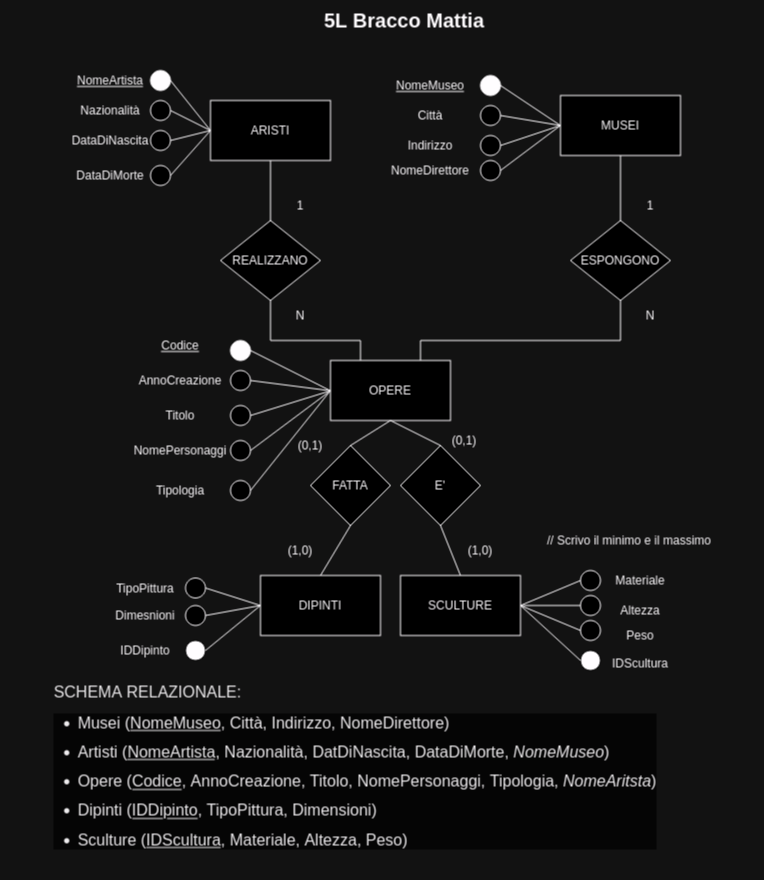 5L Bracco Mattia
NomeArtista
Nazionalità
DataDiNascita
DataDiMorte
ARISTI
NomeMuseo
Città
Indirizzo
NomeDirettore
MUSEI
1
1
REALIZZANO
ESPONGONO
N
N
Codice
AnnoCreazione
Titolo
NomePersonaggi
Tipologia
OPERE
(0,1)
(0,1)
FATTA
E'
(1,0)
(1,0)
// Scrivo il minimo e il massimo
TipoPittura
Dimesnioni
IDDipinto
DIPINTI
SCULTURE
Materiale
Altezza
Peso
IDScultura
SCHEMA RELAZIONALE:
• Musei (NomeMuseo, Città, Indirizzo, NomeDirettore)
• Artisti (NomeArtista, Nazionalità, DatDiNascita, DataDiMorte, NomeMuseo)
• Opere (Codice, AnnoCreazione, Titolo, NomePersonaggi, Tipologia, NomeAritsta)
• Dipinti (IDDipinto, TipoPittura, Dimensioni)
• Sculture (IDScultura, Materiale, Altezza, Peso)